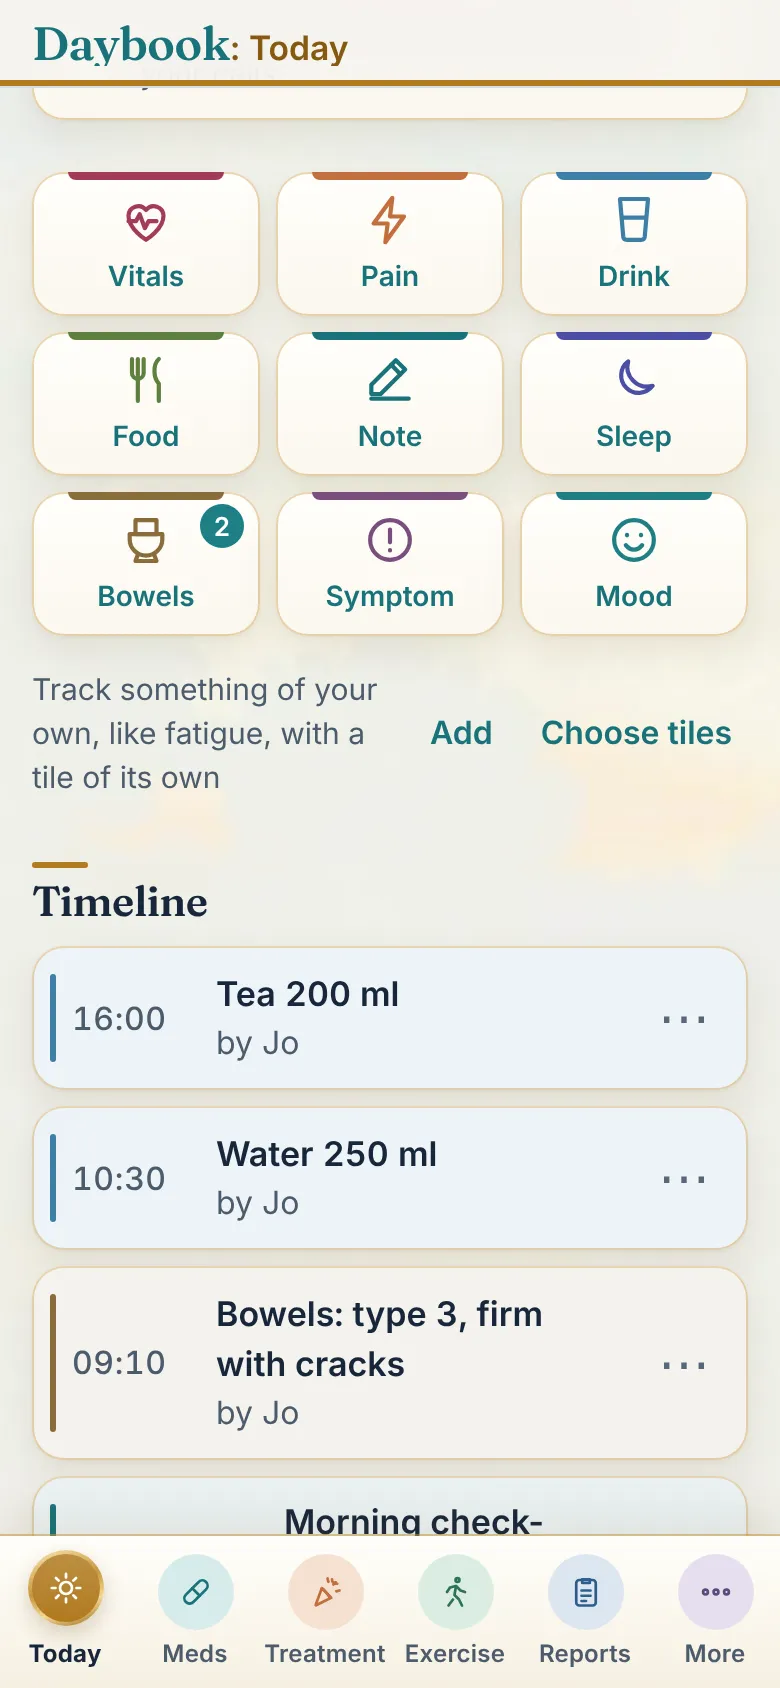 Daybook: Today
Vitals
Pain
Drink
Food
Note
Sleep
Bowels
2
Symptom
Mood
Track something of your
own, like fatigue, with a
tile of its own
Add
Choose tiles
Timeline
16:00
Tea 200 ml
by Jo
10:30
Water 250 ml
by Jo
09:10
Bowels: type 3, firm
with cracks
by Jo
Morning check-
Today
Meds
Treatment
Exercise
Reports
More